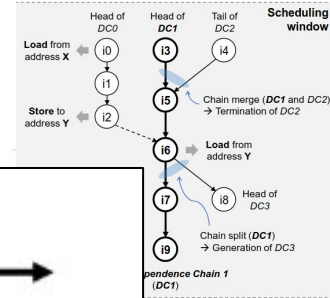 Scheduling
window
Head of
DC0
Head of
DC1
Tail of
DC2
Load from
address X
i0
i3
i4
i1
Store to
address Y
i2
i5
Chain merge (DC1 and DC2)
→ Termination of DC2
i6
Load from
address Y
i7
i8
Head of
DC3
Chain split (DC1)
→ Generation of DC3
i9
pendence Chain 1
(DC1)